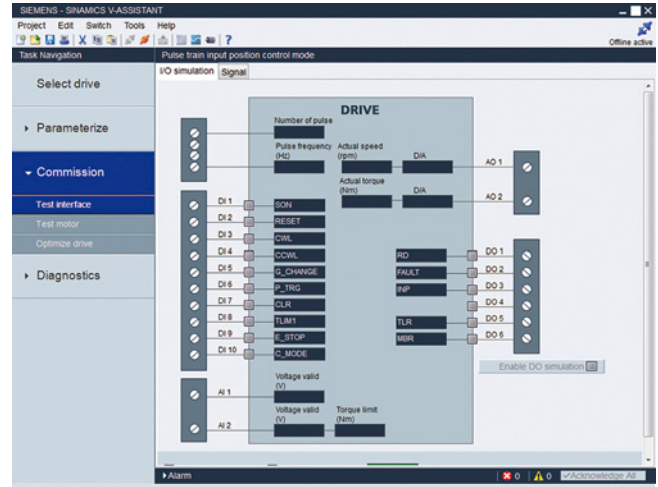 SIEMENS - SINAMICS V-ASSISTANT
Project Edit Switch Tools Help
Offline active
Task Navigation
Pulse train input position control mode
Select drive
Parameterize
Commission
Test interface
Test motor
Optimize drive
Diagnostics
I/O simulation Signal
DRIVE
Number of pulse
Pulse frequency (Hz)
Actual speed (rpm)
D/A
AO 1
Actual torque (Nm)
D/A
AO 2
DI 1 SON
DI 2 RESET
DI 3 CWL
DI 4 CCWL
DI 5 G_CHANGE
DI 6 P_TRG
DI 7 CLR
DI 8 TLIM1
DI 9 E_STOP
DI 10 C_MODE
RD DO 1
FAULT DO 2
INP DO 3
DO 4
TLR DO 5
MBR DO 6
Enable DO simulation
AI 1
Voltage valid (V)
AI 2
Voltage valid (V)
Torque limit (Nm)
Alarm
0
0
Acknowledge All